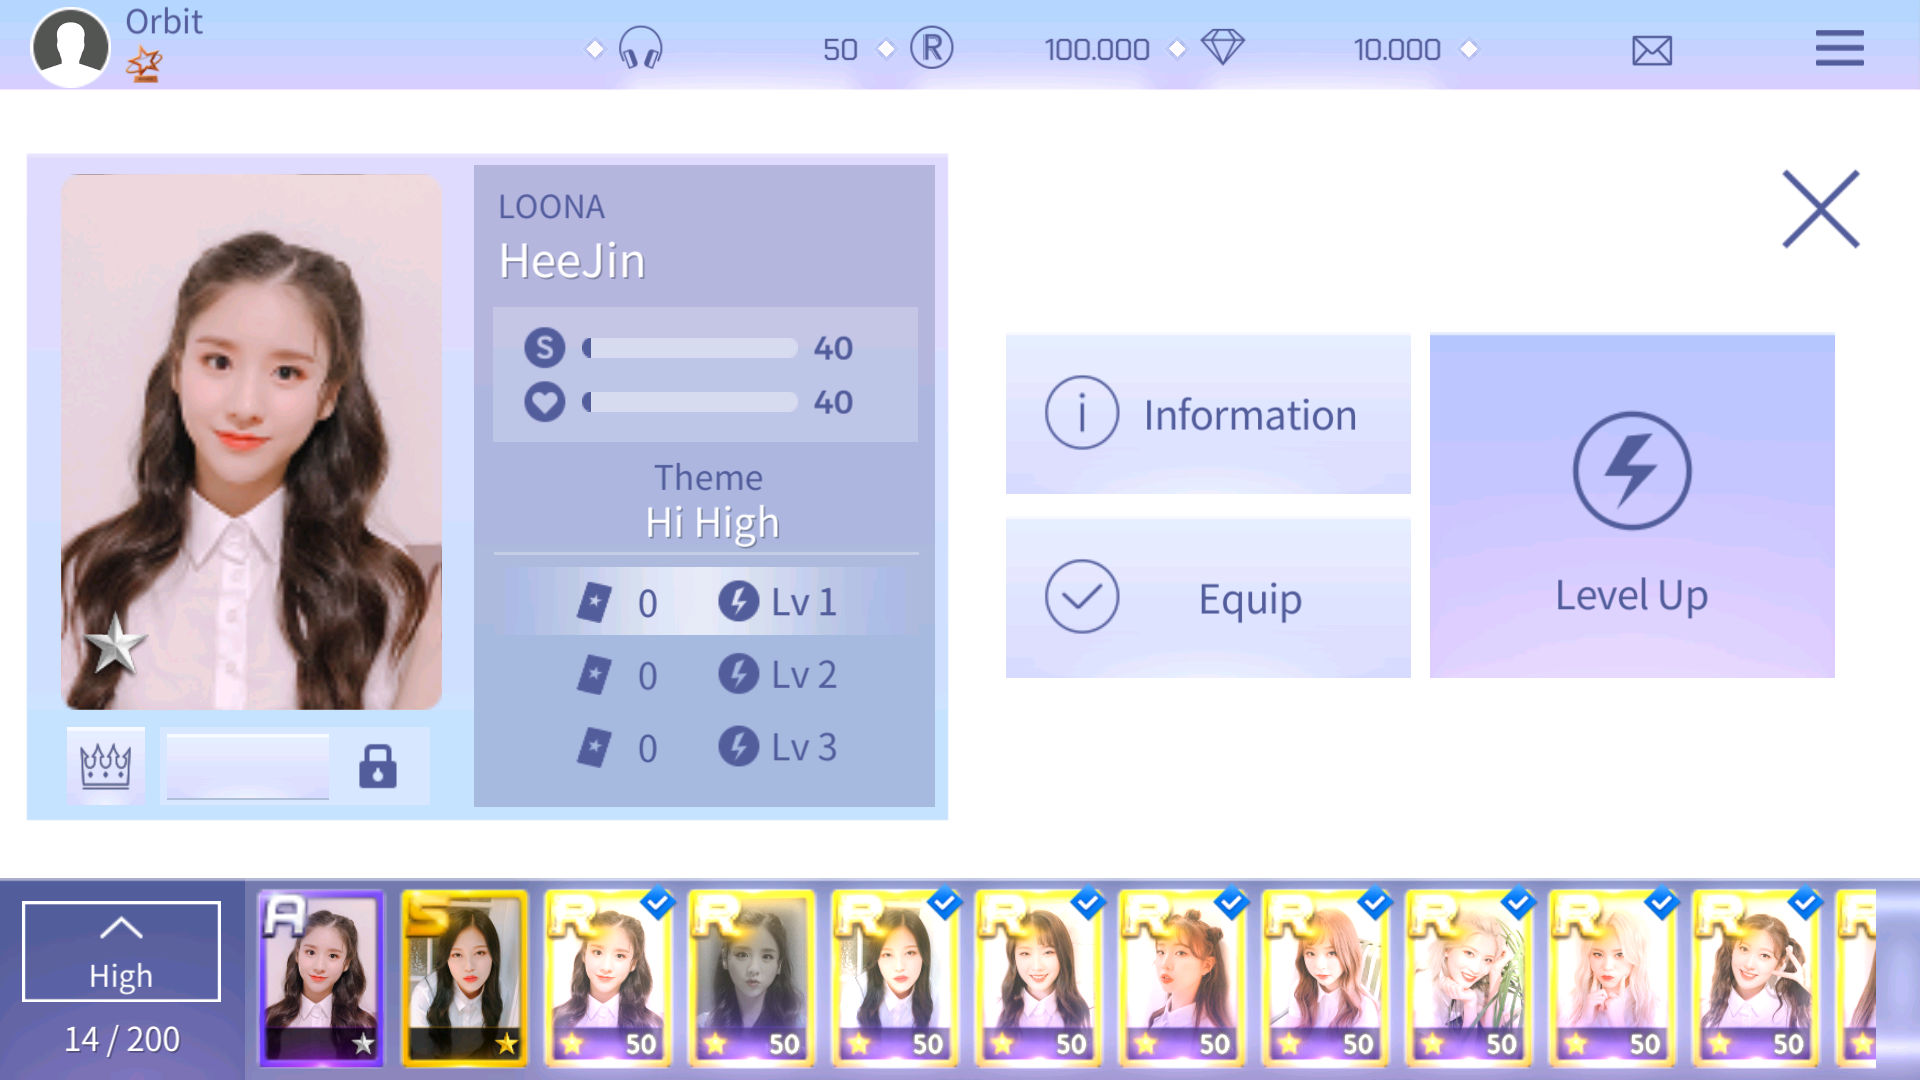 Orbit
50
R
100.000
10.000
LOONA
HeeJin
S
40
40
Theme
Hi High
0
Lv 1
0
Lv 2
0
Lv 3
i
Information
Equip
Level Up
High
14 / 200
A
S
R
50
R
50
R
50
R
50
R
50
R
50
R
50
R
50
R
50
R